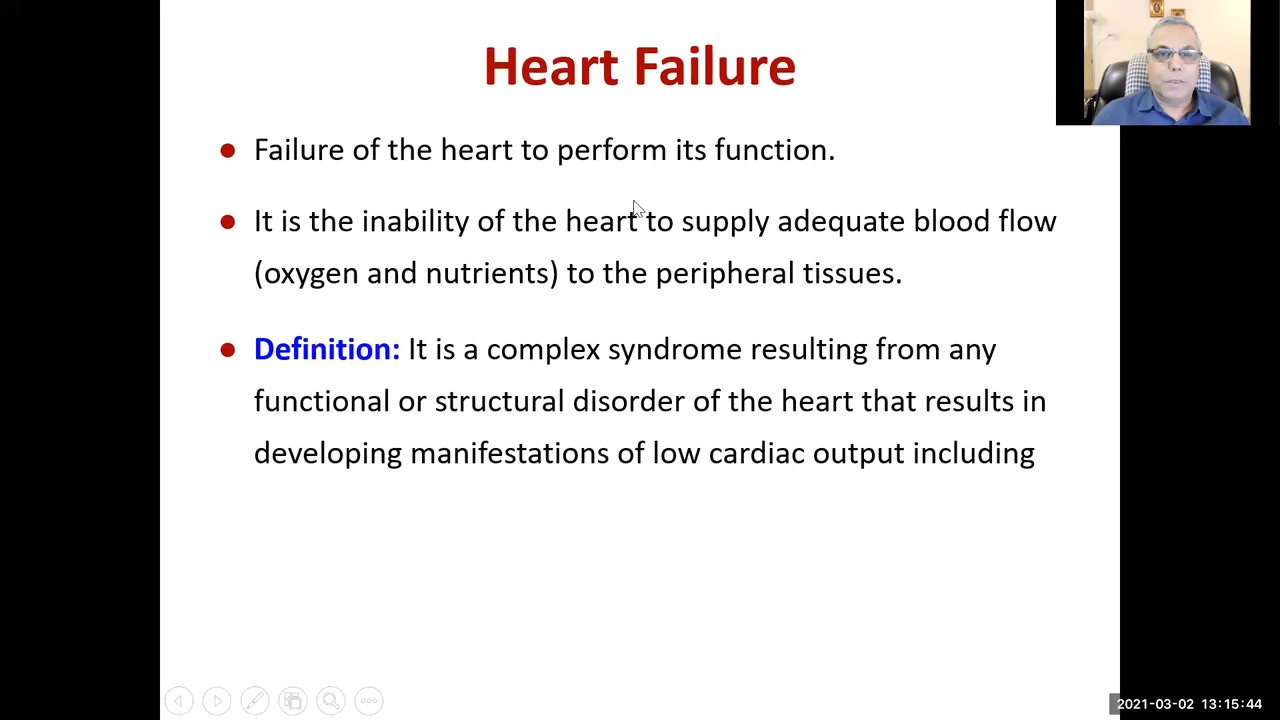 Heart Failure
● Failure of the heart to perform its function.
● It is the inability of the heart to supply adequate blood flow
(oxygen and nutrients) to the peripheral tissues.
● Definition: It is a complex syndrome resulting from any
functional or structural disorder of the heart that results in
developing manifestations of low cardiac output including
2021-03-02 13:15:44